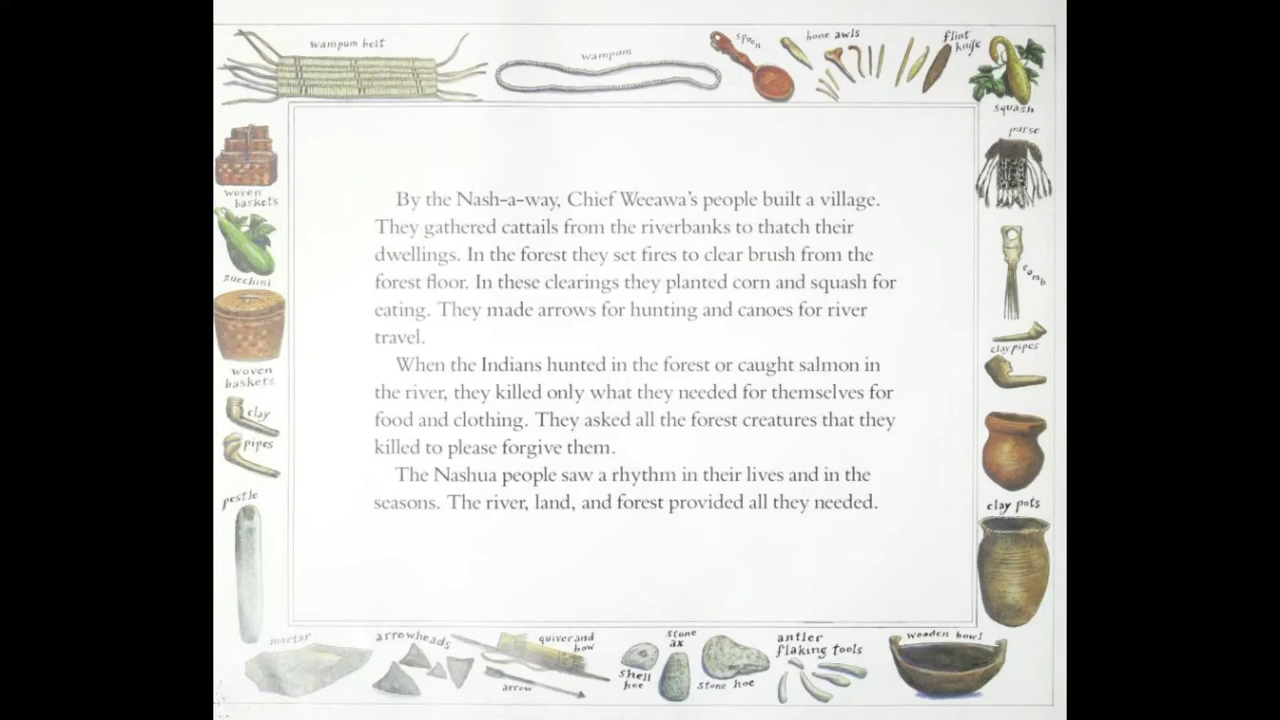 wampum belt
wampum
spoon
bone awls
flint
knife
squash
purse
woven
baskets
zucchini
woven
baskets
clay
pipes
pestle
comb
clay pipes
clay pots
By the Nash-a-way, Chief Weeawa's people built a village.
They gathered cattails from the riverbanks to thatch their
dwellings. In the forest they set fires to clear brush from the
forest floor. In these clearings they planted corn and squash for
eating. They made arrows for hunting and canoes for river
travel.
When the Indians hunted in the forest or caught salmon in
the river, they killed only what they needed for themselves for
food and clothing. They asked all the forest creatures that they
killed to please forgive them.
The Nashua people saw a rhythm in their lives and in the
seasons. The river, land, and forest provided all they needed.
mortar
arrowheads
quiver and
bow
arrow
shell
hoe
stone
ax
stone hoe
antler
flaking tools
wooden bowl